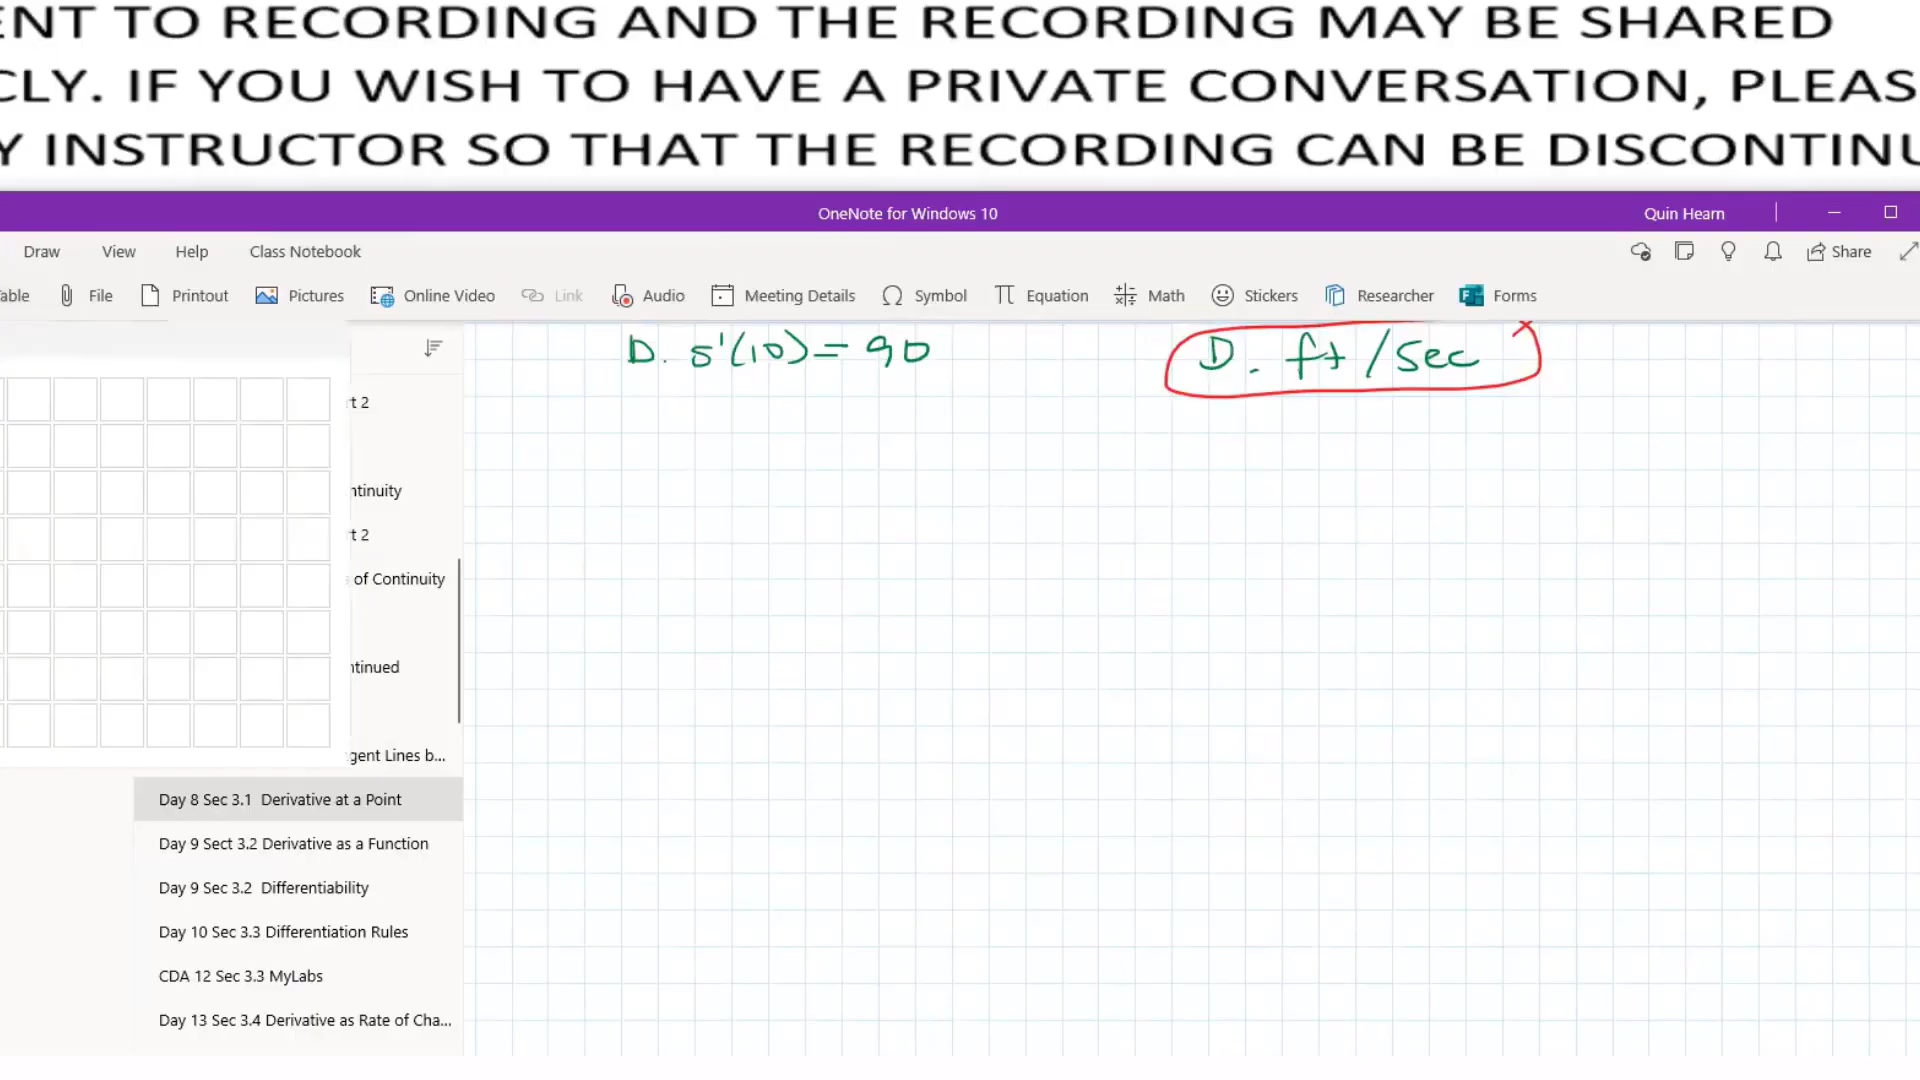 ENT TO RECORDING AND THE RECORDING MAY BE SHARED
CLY. IF YOU WISH TO HAVE A PRIVATE CONVERSATION, PLEAS
Y INSTRUCTOR SO THAT THE RECORDING CAN BE DISCONTINU
OneNote for Windows 10
Quin Hearn
Draw View Help Class Notebook
Share
able File Printout Pictures Online Video Link Audio Meeting Details Symbol Equation Math Stickers Researcher Forms
D. s'(10) = 90
D. ft/sec
rt 2
ntinuity
rt 2
of Continuity
ntinued
gent Lines b...
Day 8 Sec 3.1 Derivative at a Point
Day 9 Sect 3.2 Derivative as a Function
Day 9 Sec 3.2 Differentiability
Day 10 Sec 3.3 Differentiation Rules
CDA 12 Sec 3.3 MyLabs
Day 13 Sec 3.4 Derivative as Rate of Cha...